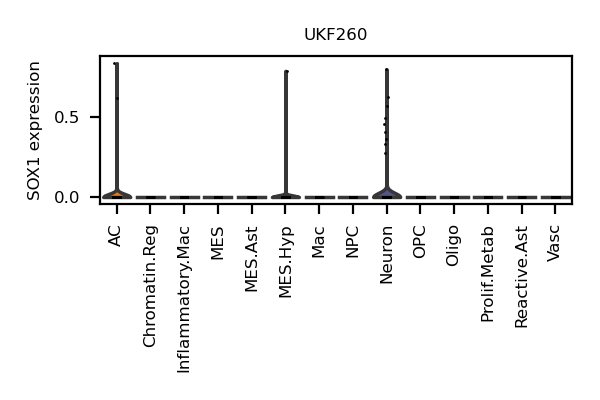 UKF260
SOX1 expression
0.5
0.0
AC
Chromatin.Reg
Inflammatory.Mac
MES
MES.Ast
MES.Hyp
Mac
NPC
Neuron
OPC
Oligo
Prolif.Metab
Reactive.Ast
Vasc